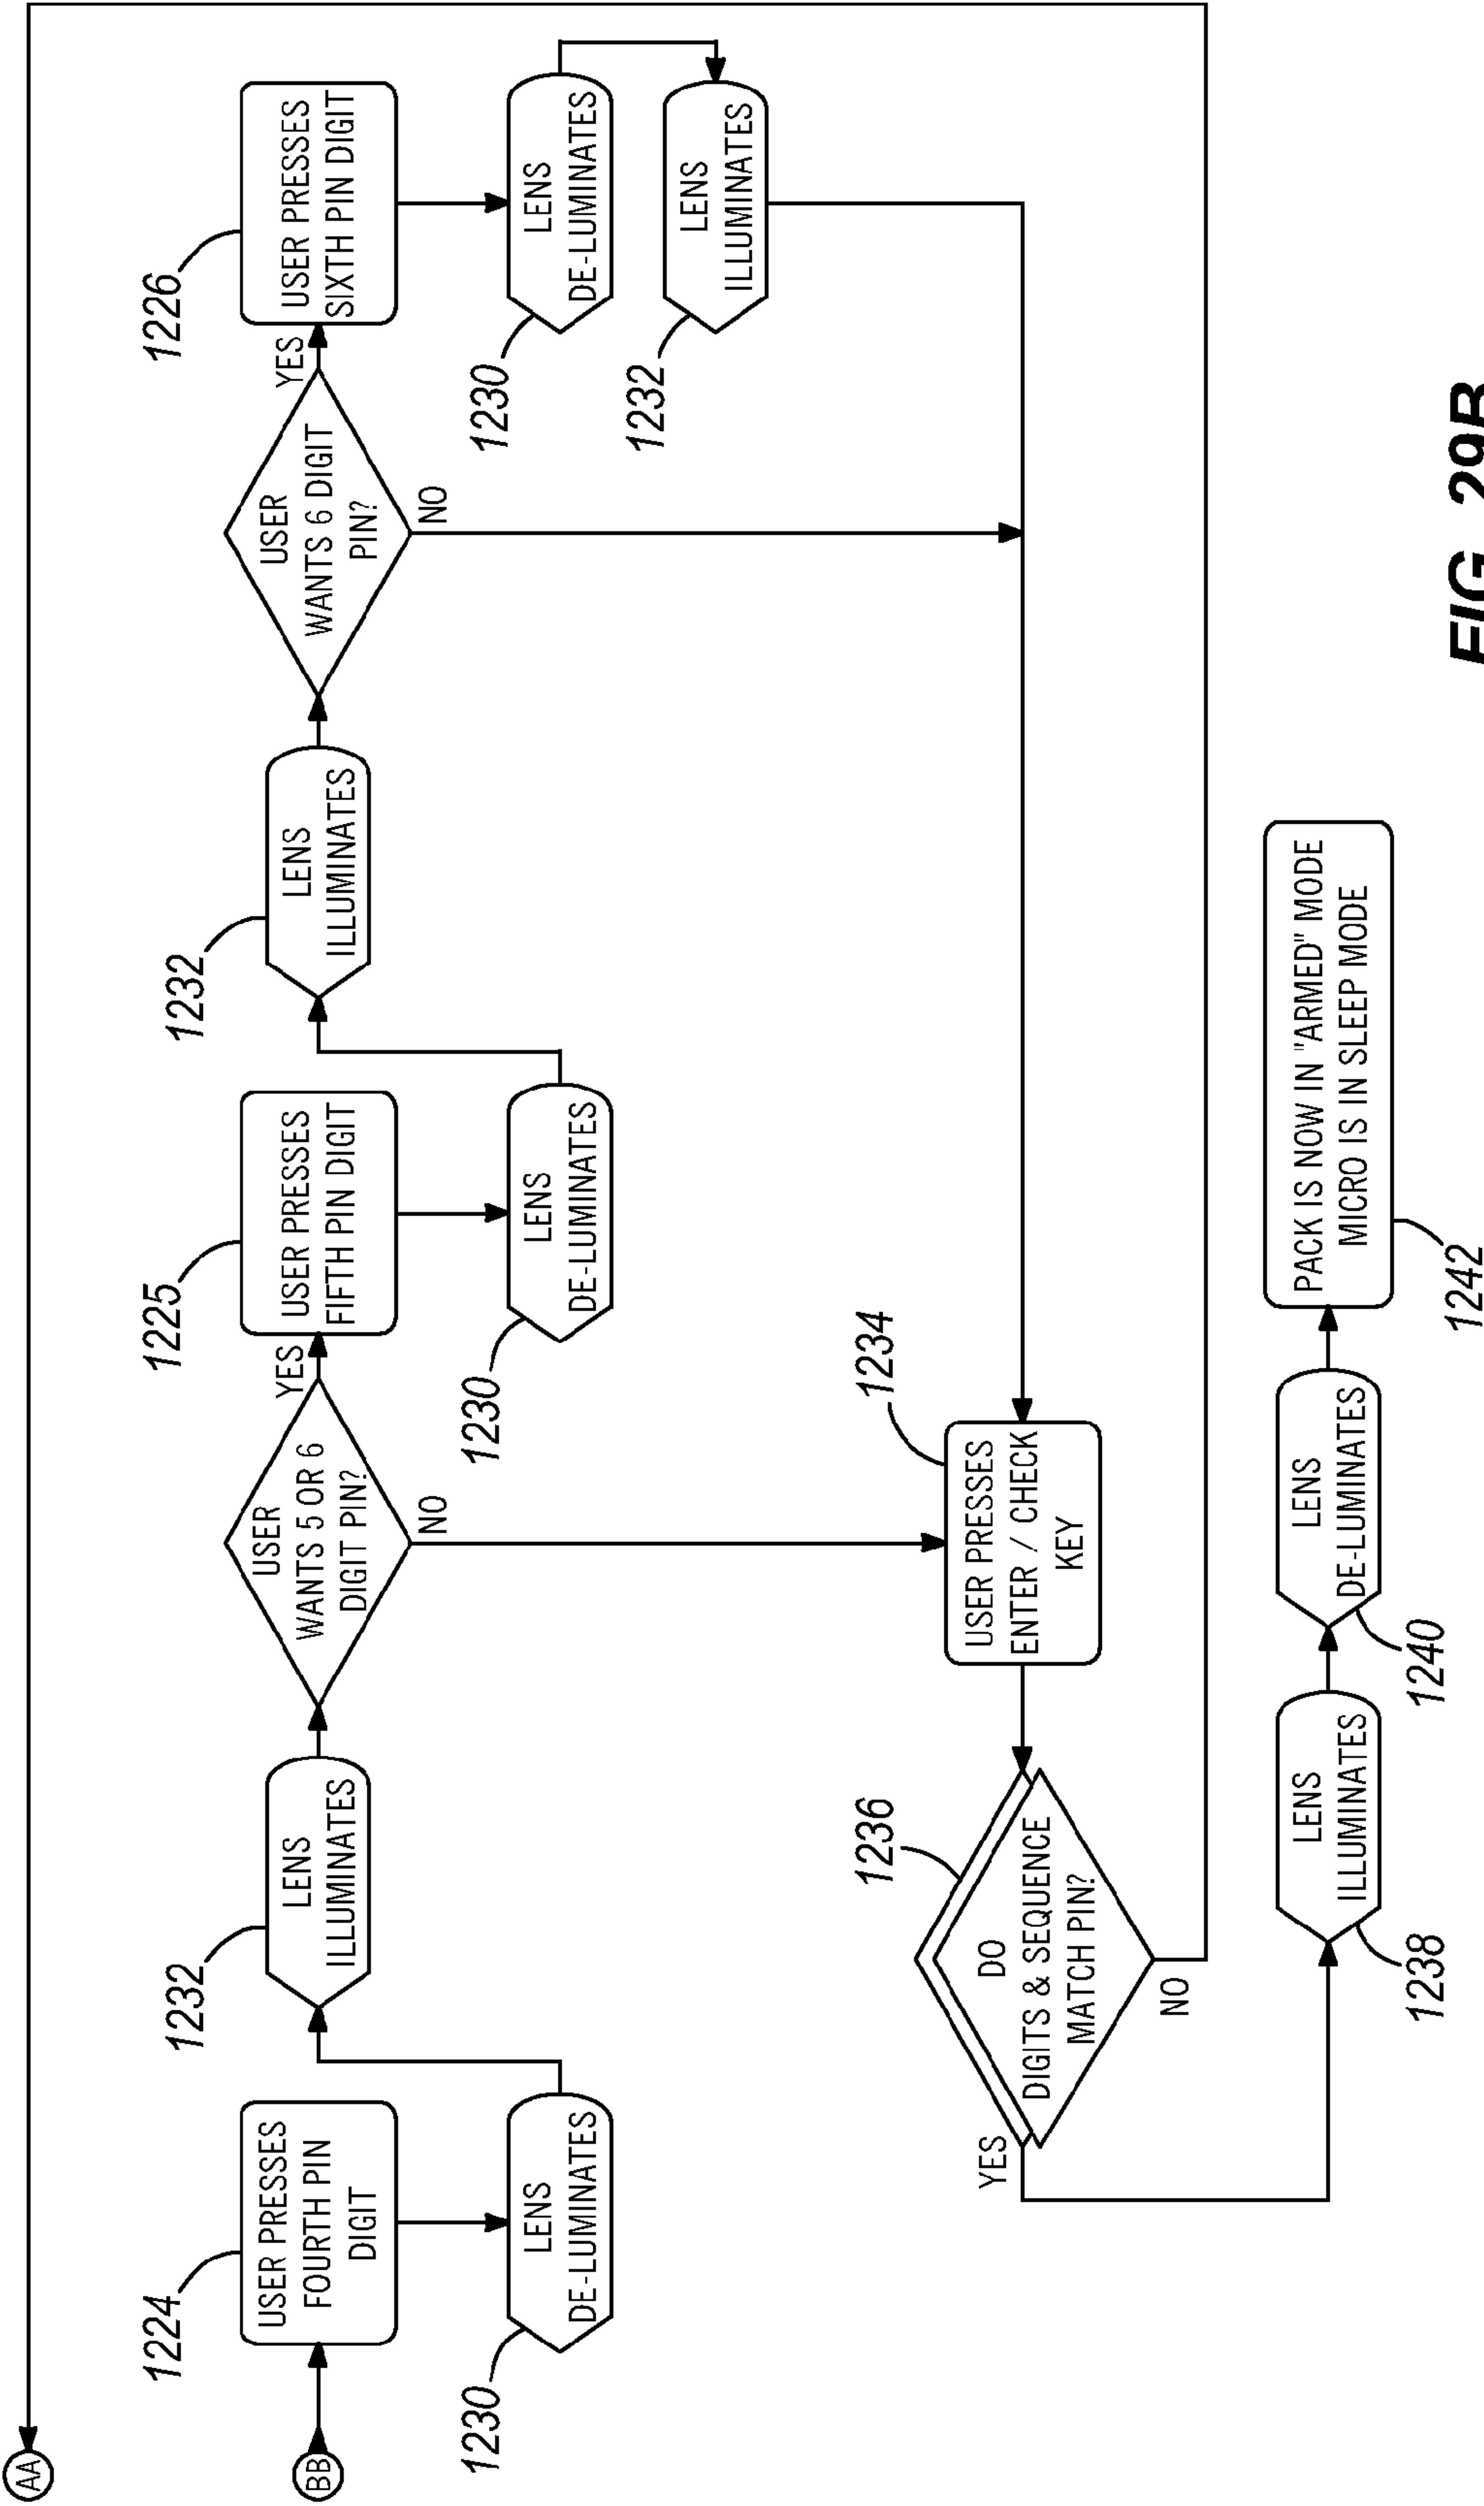 AA
BB
1224
USER PRESSES
FOURTH PIN
DIGIT
1230
LENS
DE-LUMINATES
1232
LENS
ILLUMINATES
USER
WANTS 5 OR 6
DIGIT PIN?
YES
NO
1225
USER PRESSES
FIFTH PIN DIGIT
1230
LENS
DE-LUMINATES
1232
LENS
ILLUMINATES
USER
WANTS 6 DIGIT
PIN?
YES
NO
1226
USER PRESSES
SIXTH PIN DIGIT
1230
LENS
DE-LUMINATES
1232
LENS
ILLUMINATES
1234
USER PRESSES
ENTER / CHECK
KEY
1236
DO
DIGITS & SEQUENCE
MATCH PIN?
YES
NO
1238
LENS
ILLUMINATES
1240
LENS
DE-LUMINATES
PACK IS NOW IN "ARMED" MODE
MICRO IS IN SLEEP MODE
1242
FIG. 29B